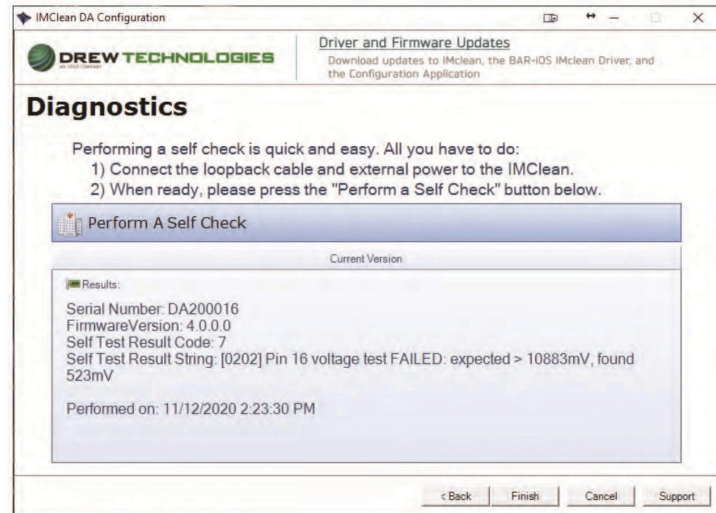 IMClean DA Configuration
DREW TECHNOLOGIES
Driver and Firmware Updates
Download updates to IMclean, the BAR-iOS IMclean Driver, and
the Configuration Application
Diagnostics
Performing a self check is quick and easy. All you have to do:
1) Connect the loopback cable and external power to the IMClean.
2) When ready, please press the "Perform a Self Check" button below.
Perform A Self Check
Current Version
Results:
Serial Number: DA200016
FirmwareVersion: 4.0.0.0
Self Test Result Code: 7
Self Test Result String: [0202] Pin 16 voltage test FAILED: expected > 10883mV, found
523mV
Performed on: 11/12/2020 2:23:30 PM
< Back Finish Cancel Support